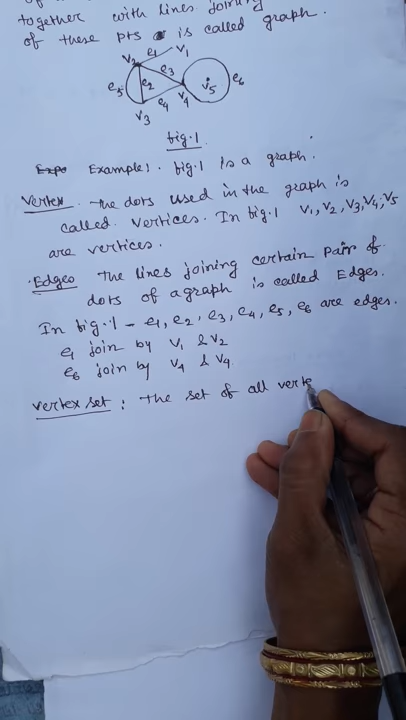 together with lines joining
of these pts is called graph.
V2 e1 V1
e3
e5 e2 V5 e6
e4 V4
V3
fig.1
Example: fig.1 is a graph.
Vertex. The dots used in the graph is
called Vertices. In fig.1 V1, V2, V3, V4, V5
are vertices.
Edges The lines joining certain pair of
dots of a graph is called Edges.
In fig.1 - e1, e2, e3, e4, e5, e6 are edges.
e1 join by V1 & V2
e6 join by V4 & V4.
Vertex set : The set of all verte